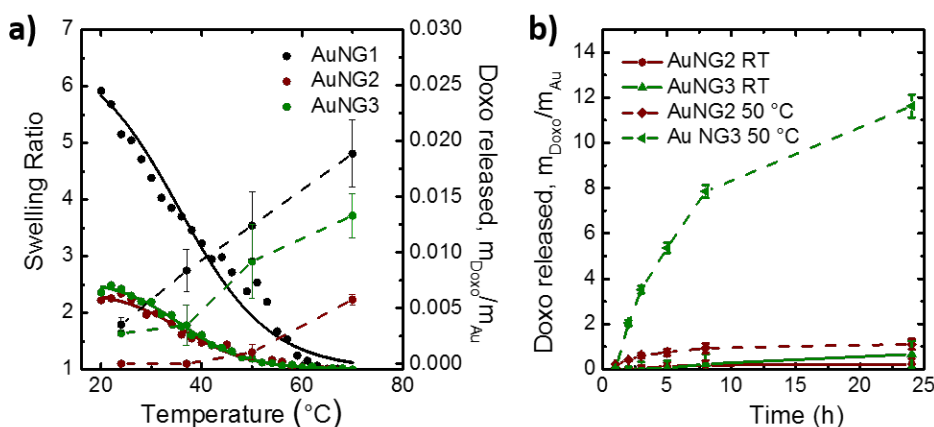 a)
7
6
5
4
3
2
1
Swelling Ratio
20
40
60
80
Temperature (°C)
0.030
0.025
0.020
0.015
0.010
0.005
0.000
Doxo released, mDoxo/mAu
AuNG1
AuNG2
AuNG3
b)
14
12
10
8
6
4
2
0
Doxo released, mDoxo/mAu
0
5
10
15
20
25
Time (h)
AuNG2 RT
AuNG3 RT
AuNG2 50 °C
Au NG3 50 °C